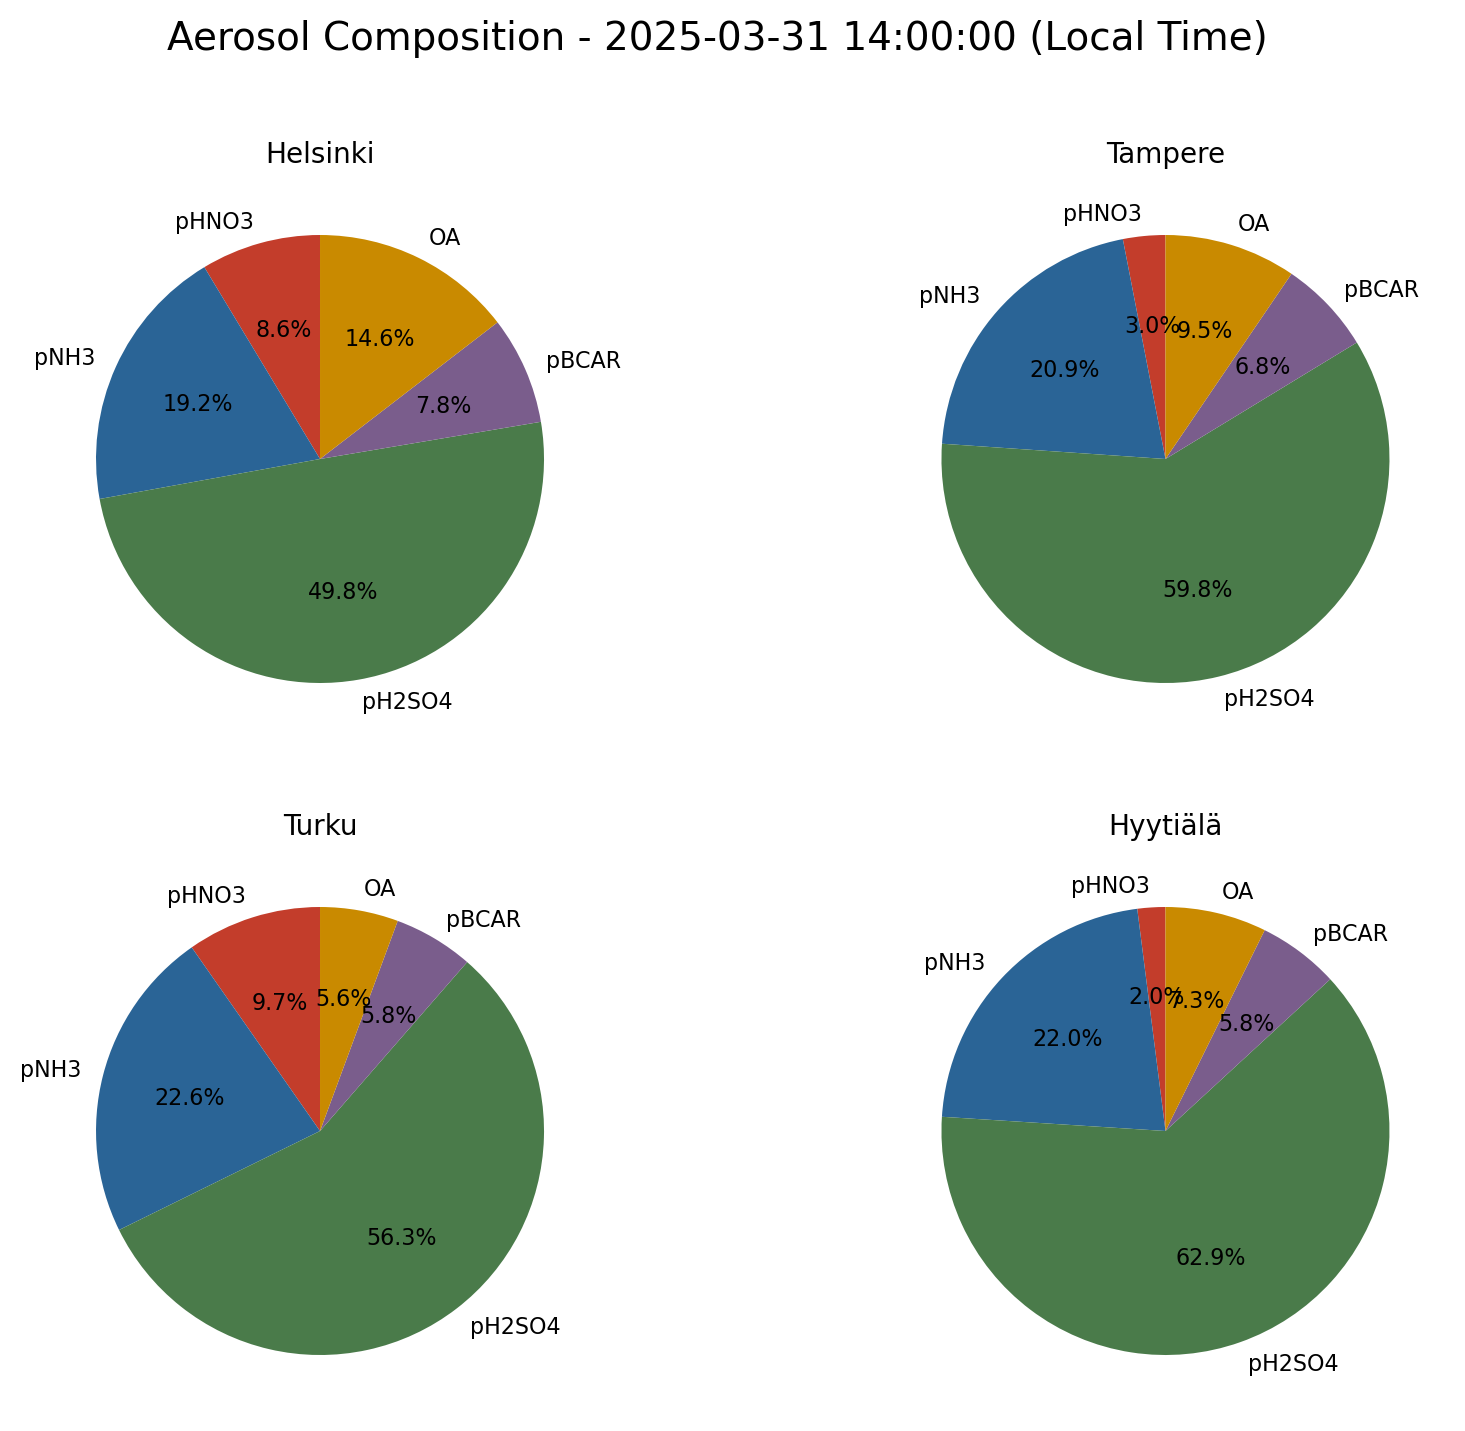 Aerosol Composition - 2025-03-31 14:00:00 (Local Time)
Helsinki
pHNO3
OA
pNH3
pBCAR
8.6%
14.6%
19.2%
7.8%
49.8%
pH2SO4
Tampere
pHNO3
OA
pNH3
pBCAR
3.0%
9.5%
20.9%
6.8%
59.8%
pH2SO4
Turku
pHNO3
OA
pBCAR
9.7%
5.6%
5.8%
pNH3
22.6%
56.3%
pH2SO4
Hyytiälä
pHNO3
OA
pBCAR
pNH3
2.0%
7.3%
5.8%
22.0%
62.9%
pH2SO4